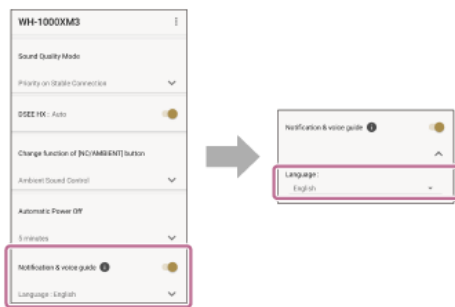 WH-1000XM3
Sound Quality Mode
Priority on Stable Connection
DSEE HX : Auto
Change function of [NC/AMBIENT] button
Ambient Sound Control
Automatic Power Off
5 minutes
Notification & voice guide
Language : English
Notification & voice guide
Language :
English